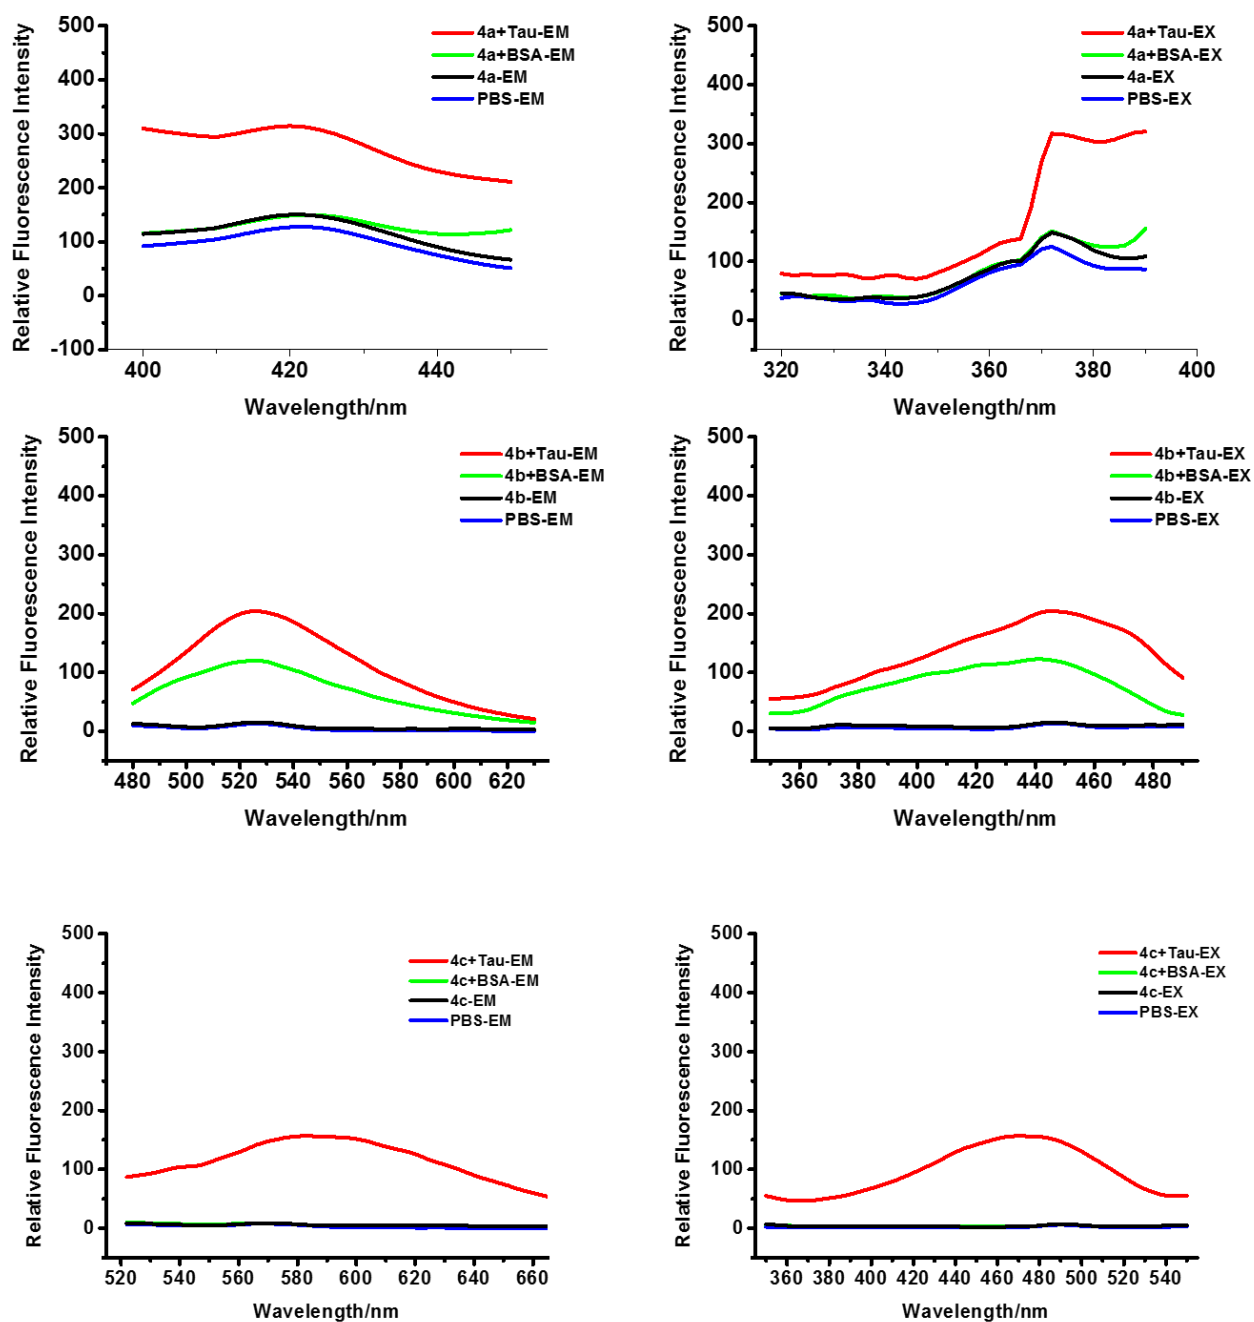 Relative Fluorescence Intensity
500
400
300
200
100
0
-100
4a+Tau-EM
4a+BSA-EM
4a-EM
PBS-EM
400 420 440
Wavelength/nm
Relative Fluorescence Intensity
500
400
300
200
100
0
4a+Tau-EX
4a+BSA-EX
4a-EX
PBS-EX
320 340 360 380 400
Wavelength/nm
Relative Fluorescence Intensity
500
400
300
200
100
0
4b+Tau-EM
4b+BSA-EM
4b-EM
PBS-EM
480 500 520 540 560 580 600 620
Wavelength/nm
Relative Fluorescence Intensity
500
400
300
200
100
0
4b+Tau-EX
4b+BSA-EX
4b-EX
PBS-EX
360 380 400 420 440 460 480
Wavelength/nm
Relative Fluorescence Intensity
500
400
300
200
100
0
4c+Tau-EM
4c+BSA-EM
4c-EM
PBS-EM
520 540 560 580 600 620 640 660
Wavelength/nm
Relative Fluorescence Intensity
500
400
300
200
100
0
4c+Tau-EX
4c+BSA-EX
4c-EX
PBS-EX
360 380 400 420 440 460 480 500 520 540
Wavelength/nm